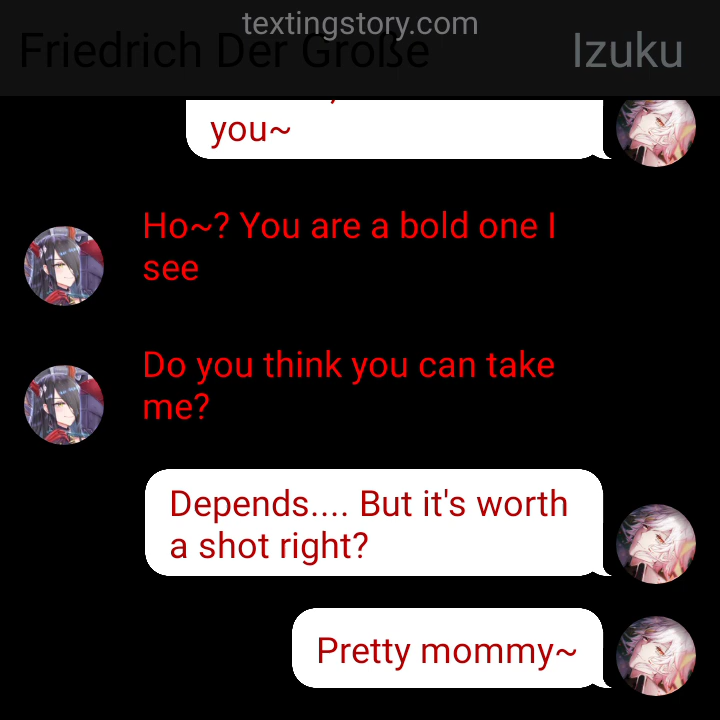 textingstory.com
Friedrich Der Große
Izuku
you~
Ho~? You are a bold one I
see
Do you think you can take
me?
Depends.... But it's worth
a shot right?
Pretty mommy~